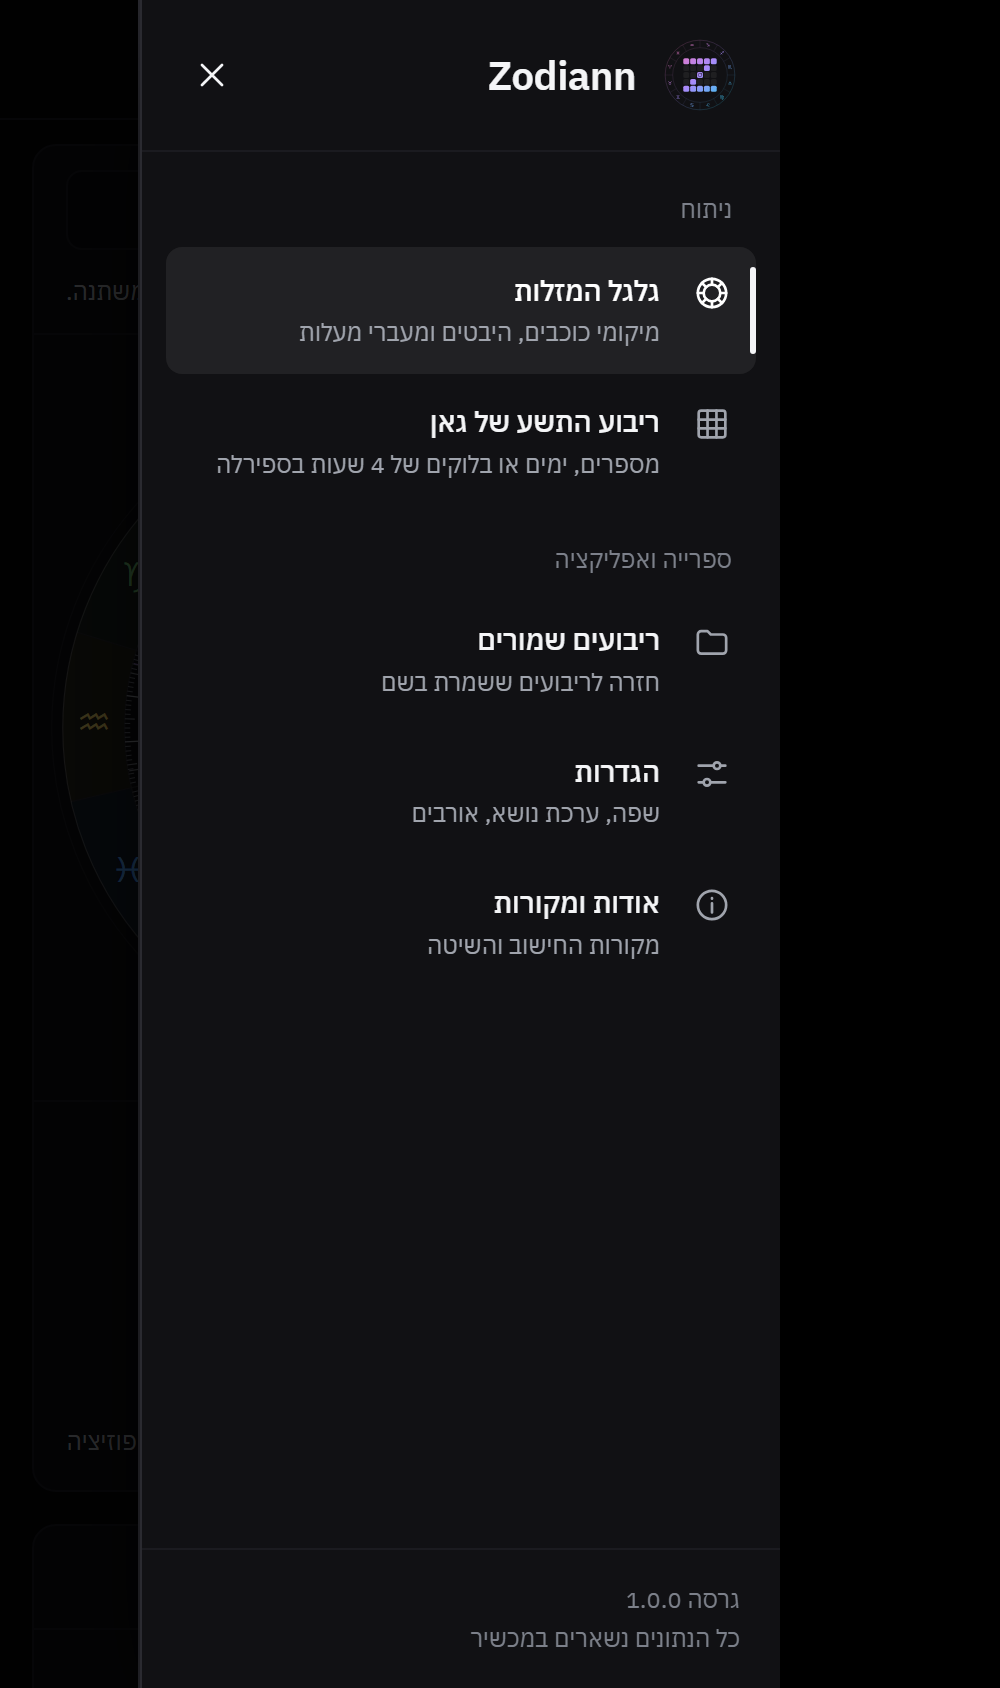 Zodiann
ניתוח
גלגל המזלות
מיקומי כוכבים, היבטים ומעברי מעלות
ריבוע התשע של גאן
מספרים, ימים או בלוקים של 4 שעות בספירלה
ספרייה ואפליקציה
ריבועים שמורים
חזרה לריבועים ששמרת בשם
הגדרות
שפה, ערכת נושא, אורבים
אודות ומקורות
מקורות החישוב והשיטה
גרסה 1.0.0
כל הנתונים נשארים במכשיר